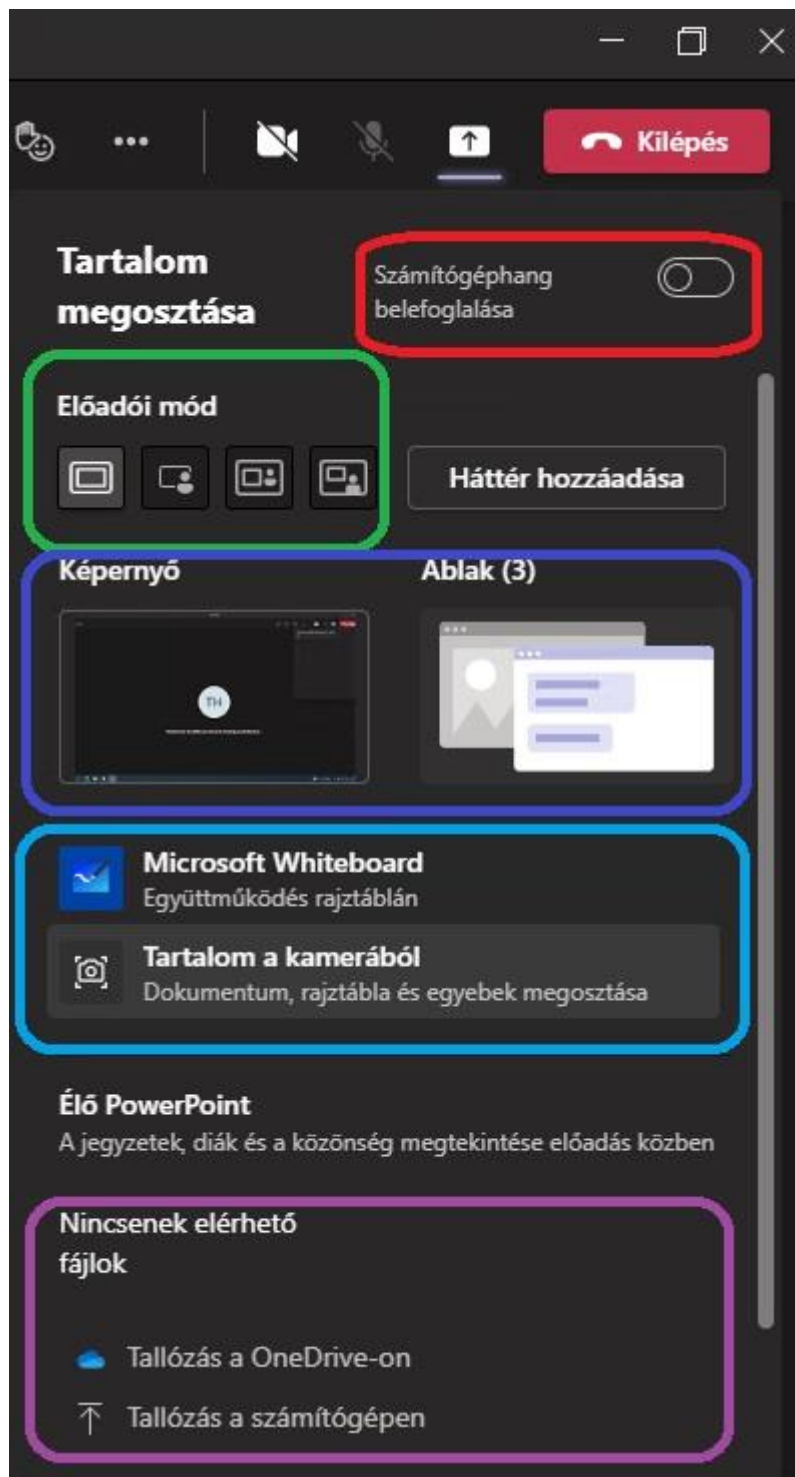 Kilépés
Tartalom
megosztása
Számítógéphang
belefoglalása
Előadói mód
Háttér hozzáadása
Képernyő
Ablak (3)
TH
Microsoft Whiteboard
Együttműködés rajztáblán
Tartalom a kamerából
Dokumentum, rajztábla és egyebek megosztása
Élő PowerPoint
A jegyzetek, diák és a közönség megtekintése előadás közben
Nincsenek elérhető
fájlok
Tallózás a OneDrive-on
Tallózás a számítógépen